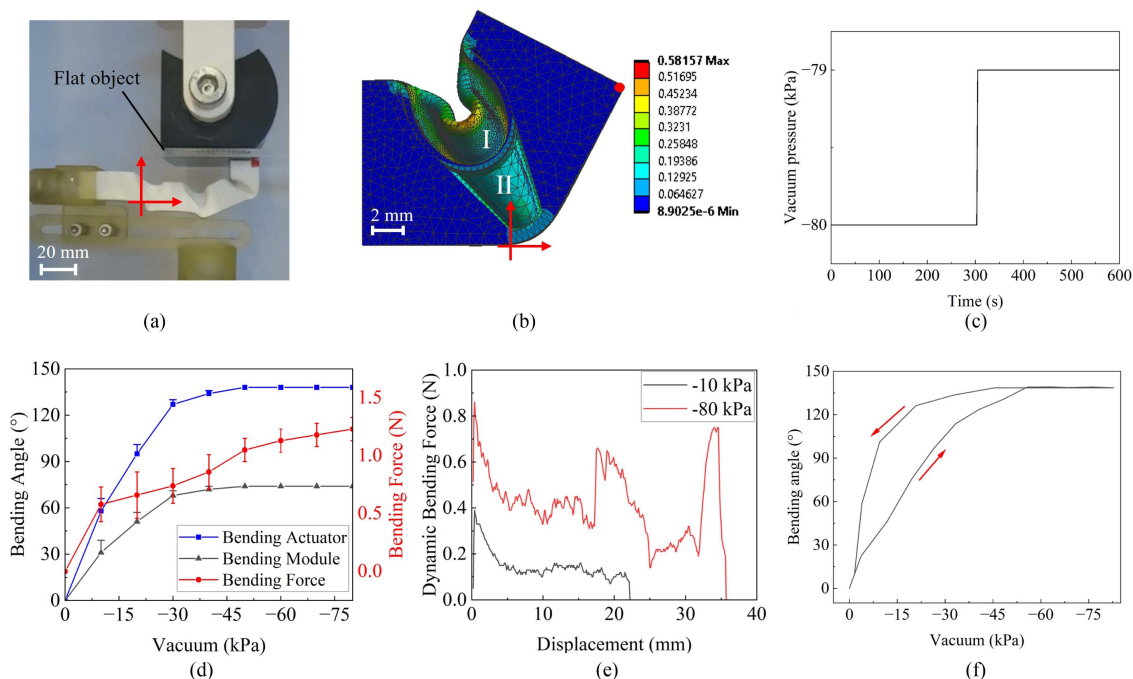 Flat object
20 mm
(a)
I
II
2 mm
0.58157 Max
0.51695
0.45234
0.38772
0.3231
0.25848
0.19386
0.12925
0.064627
8.9025e-6 Min
(b)
Vacuum pressure (kPa)
−79
−80
0 100 200 300 400 500 600
Time (s)
(c)
Bending Angle (°)
150
120
90
60
30
0
0 −15 −30 −45 −60 −75
Vacuum (kPa)
1.5
1.0
0.5
0.0
Bending Force (N)
Bending Actuator
Bending Module
Bending Force
(d)
Dynamic Bending Force (N)
1.0
0.8
0.6
0.4
0.2
0.0
0 10 20 30 40
Displacement (mm)
-10 kPa
-80 kPa
(e)
Bending angle (°)
150
120
90
60
30
0
0 −15 −30 −45 −60 −75
Vacuum (kPa)
(f)